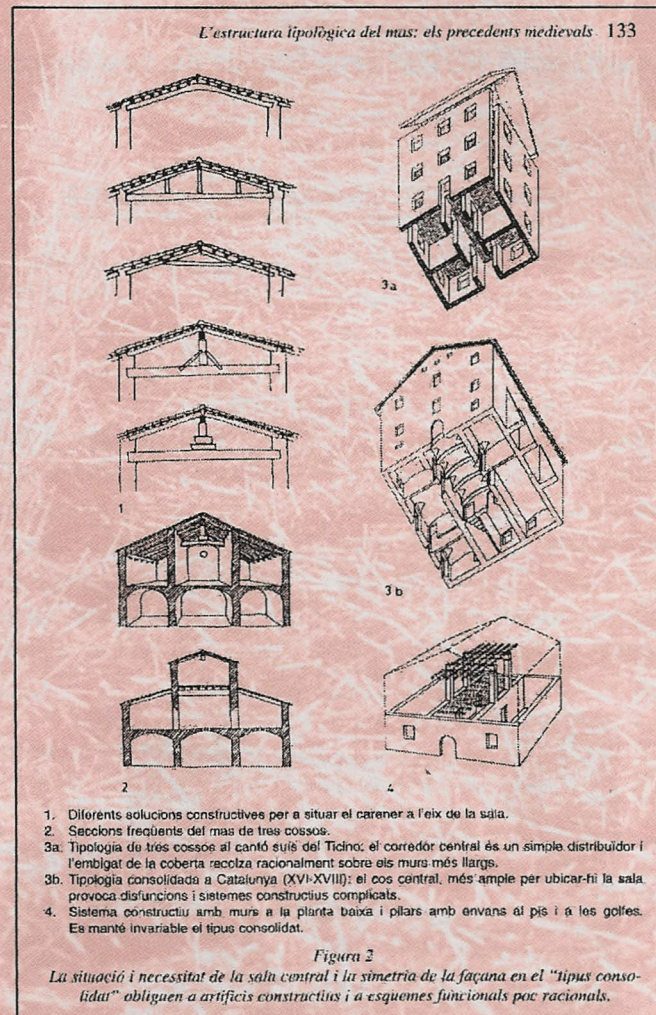 L'estructura tipològica del mas: els precedents medievals 133
3a
1
3b
2
4
1. Diferents solucions constructives per a situar el carener a l'eix de la sala.
2. Seccions freqüents del mas de tres cossos.
3a. Tipologia de tres cossos al cantó suís del Ticino: el corredor central és un simple distribuïdor i
l'embigat de la coberta recolza racionalment sobre els murs més llargs.
3b. Tipologia consolidada a Catalunya (XVI-XVIII): el cos central, més ample per ubicar-hi la sala
provoca disfuncions i sistemes constructius complicats.
4. Sistema constructiu amb murs a la planta baixa i pilars amb envans al pis i a les golfes.
Es manté invariable el tipus consolidat.
Figura 2
La situació i necessitat de la sala central i la simetria de la façana en el "tipus conso-
lidat" obliguen a artificis constructius i a esquemes funcionals poc racionals.